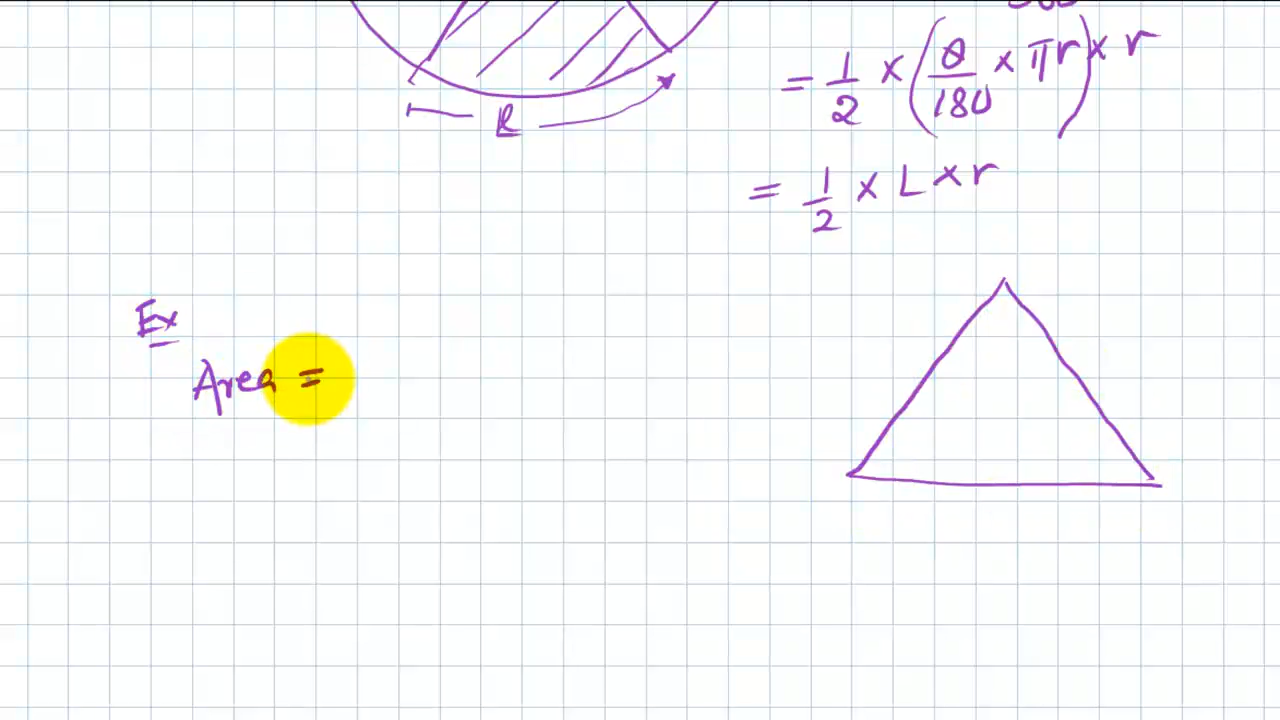 = 1/2 × (θ/180 × πr) × r
l
= 1/2 × L × r
Ex
Area =